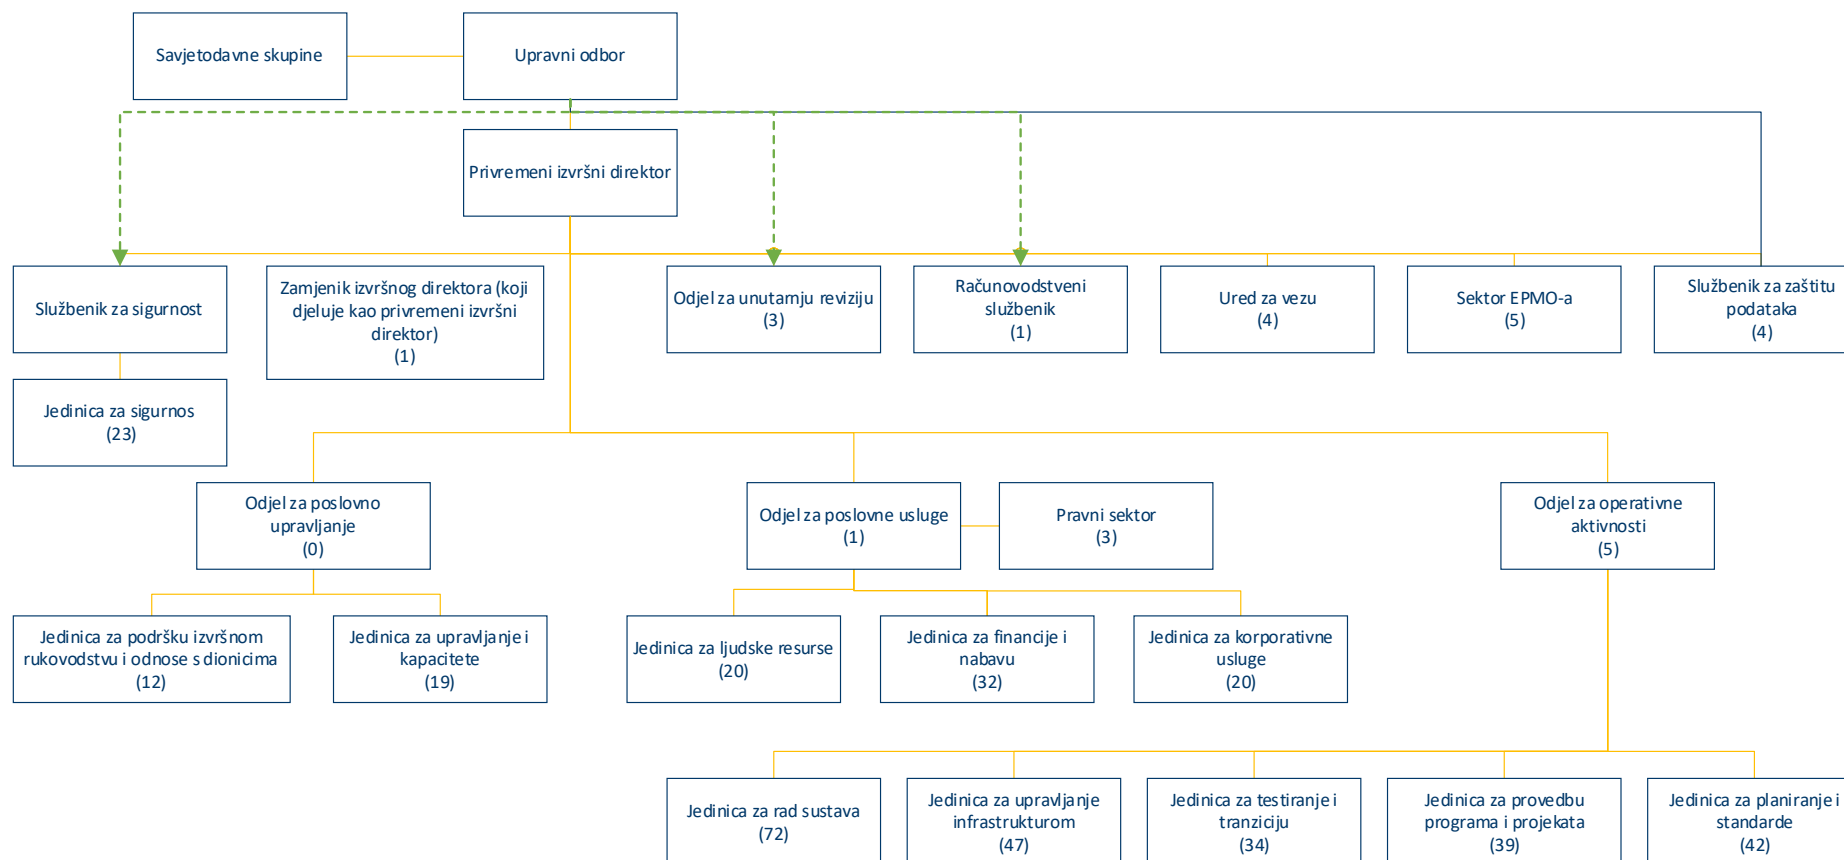 Savjetodavne skupine
Upravni odbor
Privremeni izvršni direktor
Službenik za sigurnost
Zamjenik izvršnog direktora (koji
djeluje kao privremeni izvršni
direktor)
(1)
Odjel za unutarnju reviziju
(3)
Računovodstveni
službenik
(1)
Ured za vezu
(4)
Sektor EPMO-a
(5)
Službenik za zaštitu
podataka
(4)
Jedinica za sigurnos
(23)
Odjel za poslovno
upravljanje
(0)
Odjel za poslovne usluge
(1)
Pravni sektor
(3)
Odjel za operativne
aktivnosti
(5)
Jedinica za podršku izvršnom
rukovodstvu i odnose s dionicima
(12)
Jedinica za upravljanje i
kapacitete
(19)
Jedinica za ljudske resurse
(20)
Jedinica za financije i
nabavu
(32)
Jedinica za korporativne
usluge
(20)
Jedinica za rad sustava
(72)
Jedinica za upravljanje
infrastrukturom
(47)
Jedinica za testiranje i
tranziciju
(34)
Jedinica za provedbu
programa i projekata
(39)
Jedinica za planiranje i
standarde
(42)